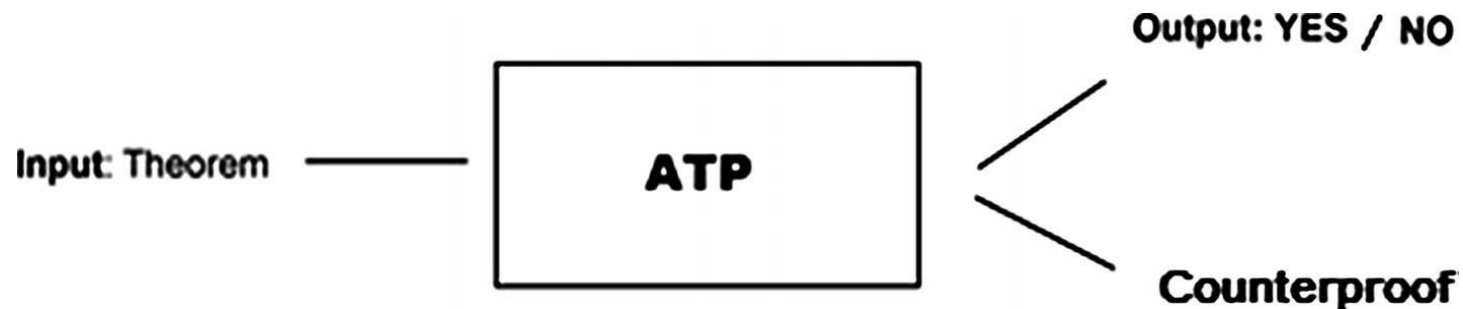 Output: YES / NO
Input: Theorem
ATP
Counterproof